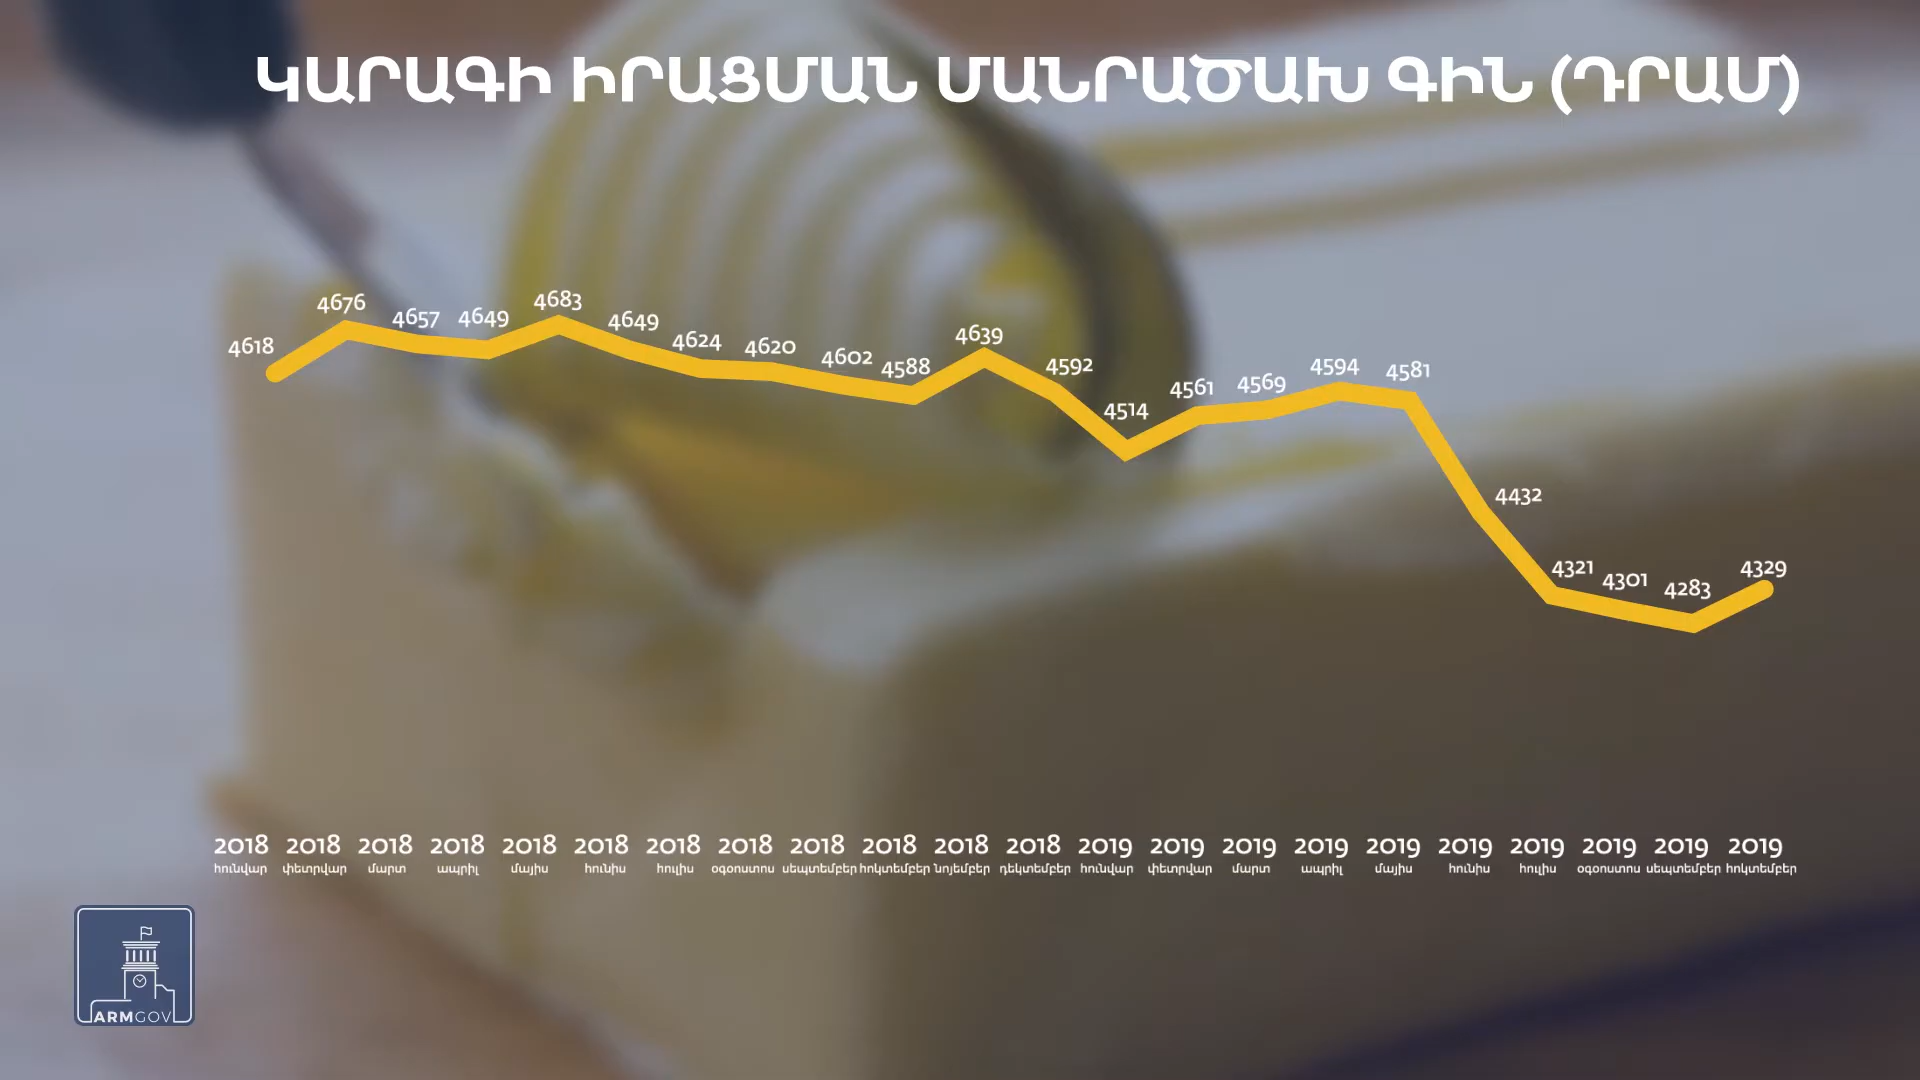 ԿԱՐԱԳԻ ԻՐԱՑՄԱՆ ՄԱՆՐԱԾԱԽ ԳԻՆ (ԴՐԱՄ)
4618 4676 4657 4649 4683 4649 4624 4620 4602 4588 4639 4592 4514 4561 4569 4594 4581 4432 4321 4301 4283 4329
2018 2018 2018 2018 2018 2018 2018 2018 2018 2018 2018 2018 2019 2019 2019 2019 2019 2019 2019 2019 2019 2019
հունվար փետրվար մարտ ապրիլ մայիս հունիս հուլիս օգոստոս սեպտեմբեր հոկտեմբեր նոյեմբեր դեկտեմբեր հունվար փետրվար մարտ ապրիլ մայիս հունիս հուլիս օգոստոս սեպտեմբեր հոկտեմբեր
ARMGOV